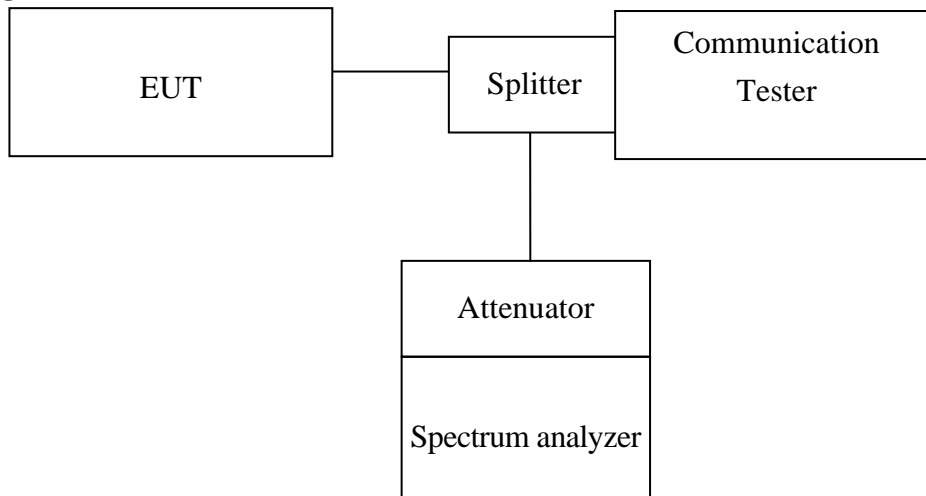 EUT
Splitter
Communication
Tester
Attenuator
Spectrum analyzer